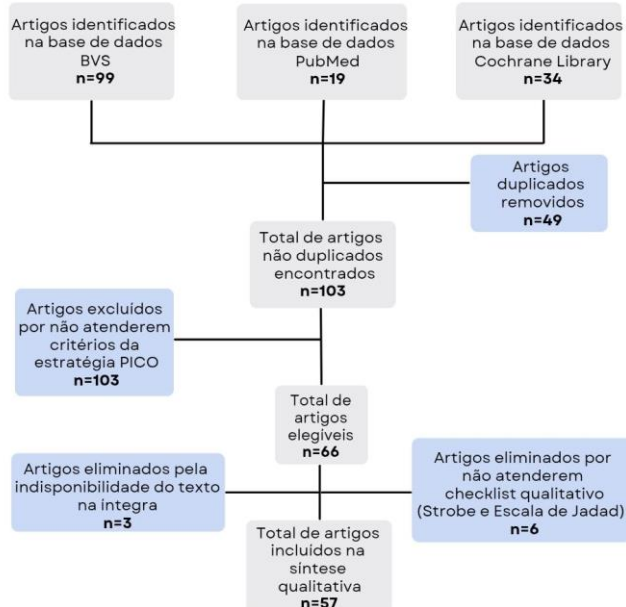 Artigos identificados
na base de dados
BVS
n=99
Artigos identificados
na base de dados
PubMed
n=19
Artigos identificados
na base de dados
Cochrane Library
n=34
Artigos
duplicados
removidos
n=49
Total de artigos
não duplicados
encontrados
n=103
Artigos excluídos
por não atenderem
critérios da
estratégia PICO
n=103
Total de
artigos
elegiveis
n=66
Artigos eliminados pela
indisponibilidade do texto
na íntegra
n=3
Artigos eliminados por
não atenderem
checklist qualitativo
(Strobe e Escala de Jadad)
n=6
Total de artigos
incluídos na
síntese
qualitativa
n=57